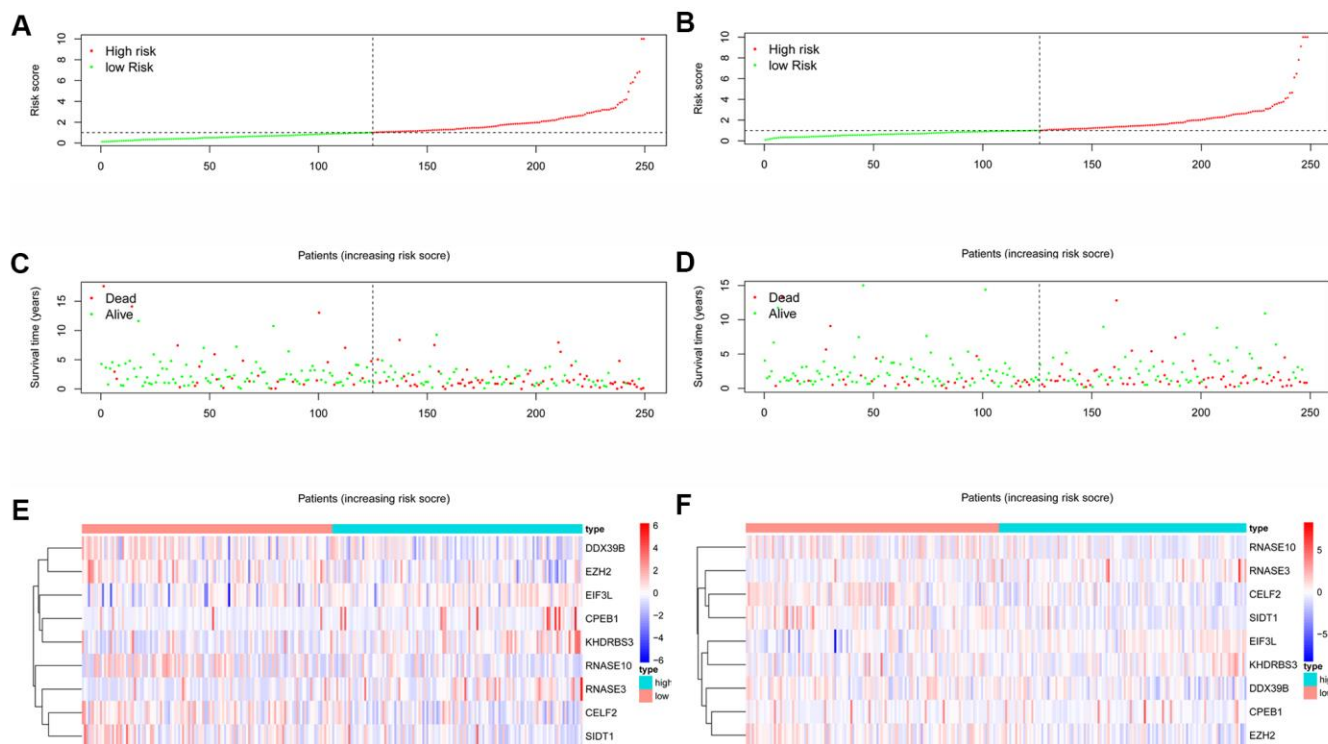 A
Risk score
10
8
6
4
2
0
High risk
low Risk
0 50 100 150 200 250
B
Risk score
10
8
6
4
2
0
High risk
low Risk
0 50 100 150 200 250
Patients (increasing risk socre)
C
Survival time (years)
15
10
5
0
Dead
Alive
0 50 100 150 200 250
Patients (increasing risk socre)
D
Survival time (years)
15
10
5
0
Dead
Alive
0 50 100 150 200 250
Patients (increasing risk socre)
E
type
DDX39B
EZH2
EIF3L
CPEB1
KHDRBS3
RNASE10
RNASE3
CELF2
SIDT1
6
4
2
0
-2
-4
-6
type
high
low
Patients (increasing risk socre)
F
type
RNASE10
RNASE3
CELF2
SIDT1
EIF3L
KHDRBS3
DDX39B
CPEB1
EZH2
5
0
-5
type
hig
low